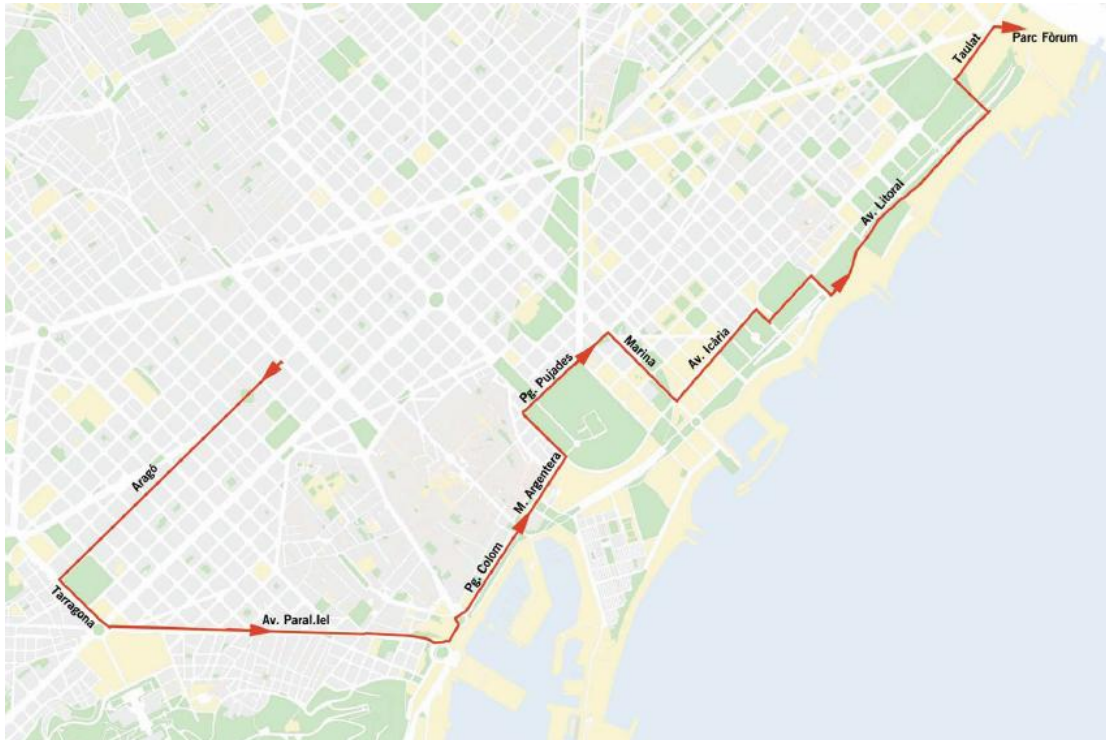 Taulat
Parc Fòrum
Av. Litoral
Marina
Av. Icària
Pg. Pujades
Aragó
M. Argentera
Pg. Colom
Tarragona
Av. Paral.lel